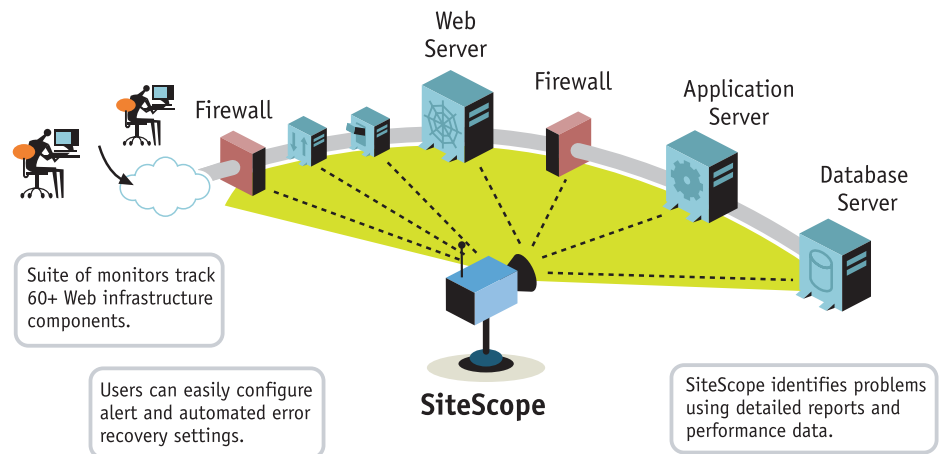 Web
Server
Firewall
Firewall
Application
Server
Database
Server
Suite of monitors track
60+ Web infrastructure
components.
Users can easily configure
alert and automated error
recovery settings.
SiteScope
SiteScope identifies problems
using detailed reports and
performance data.